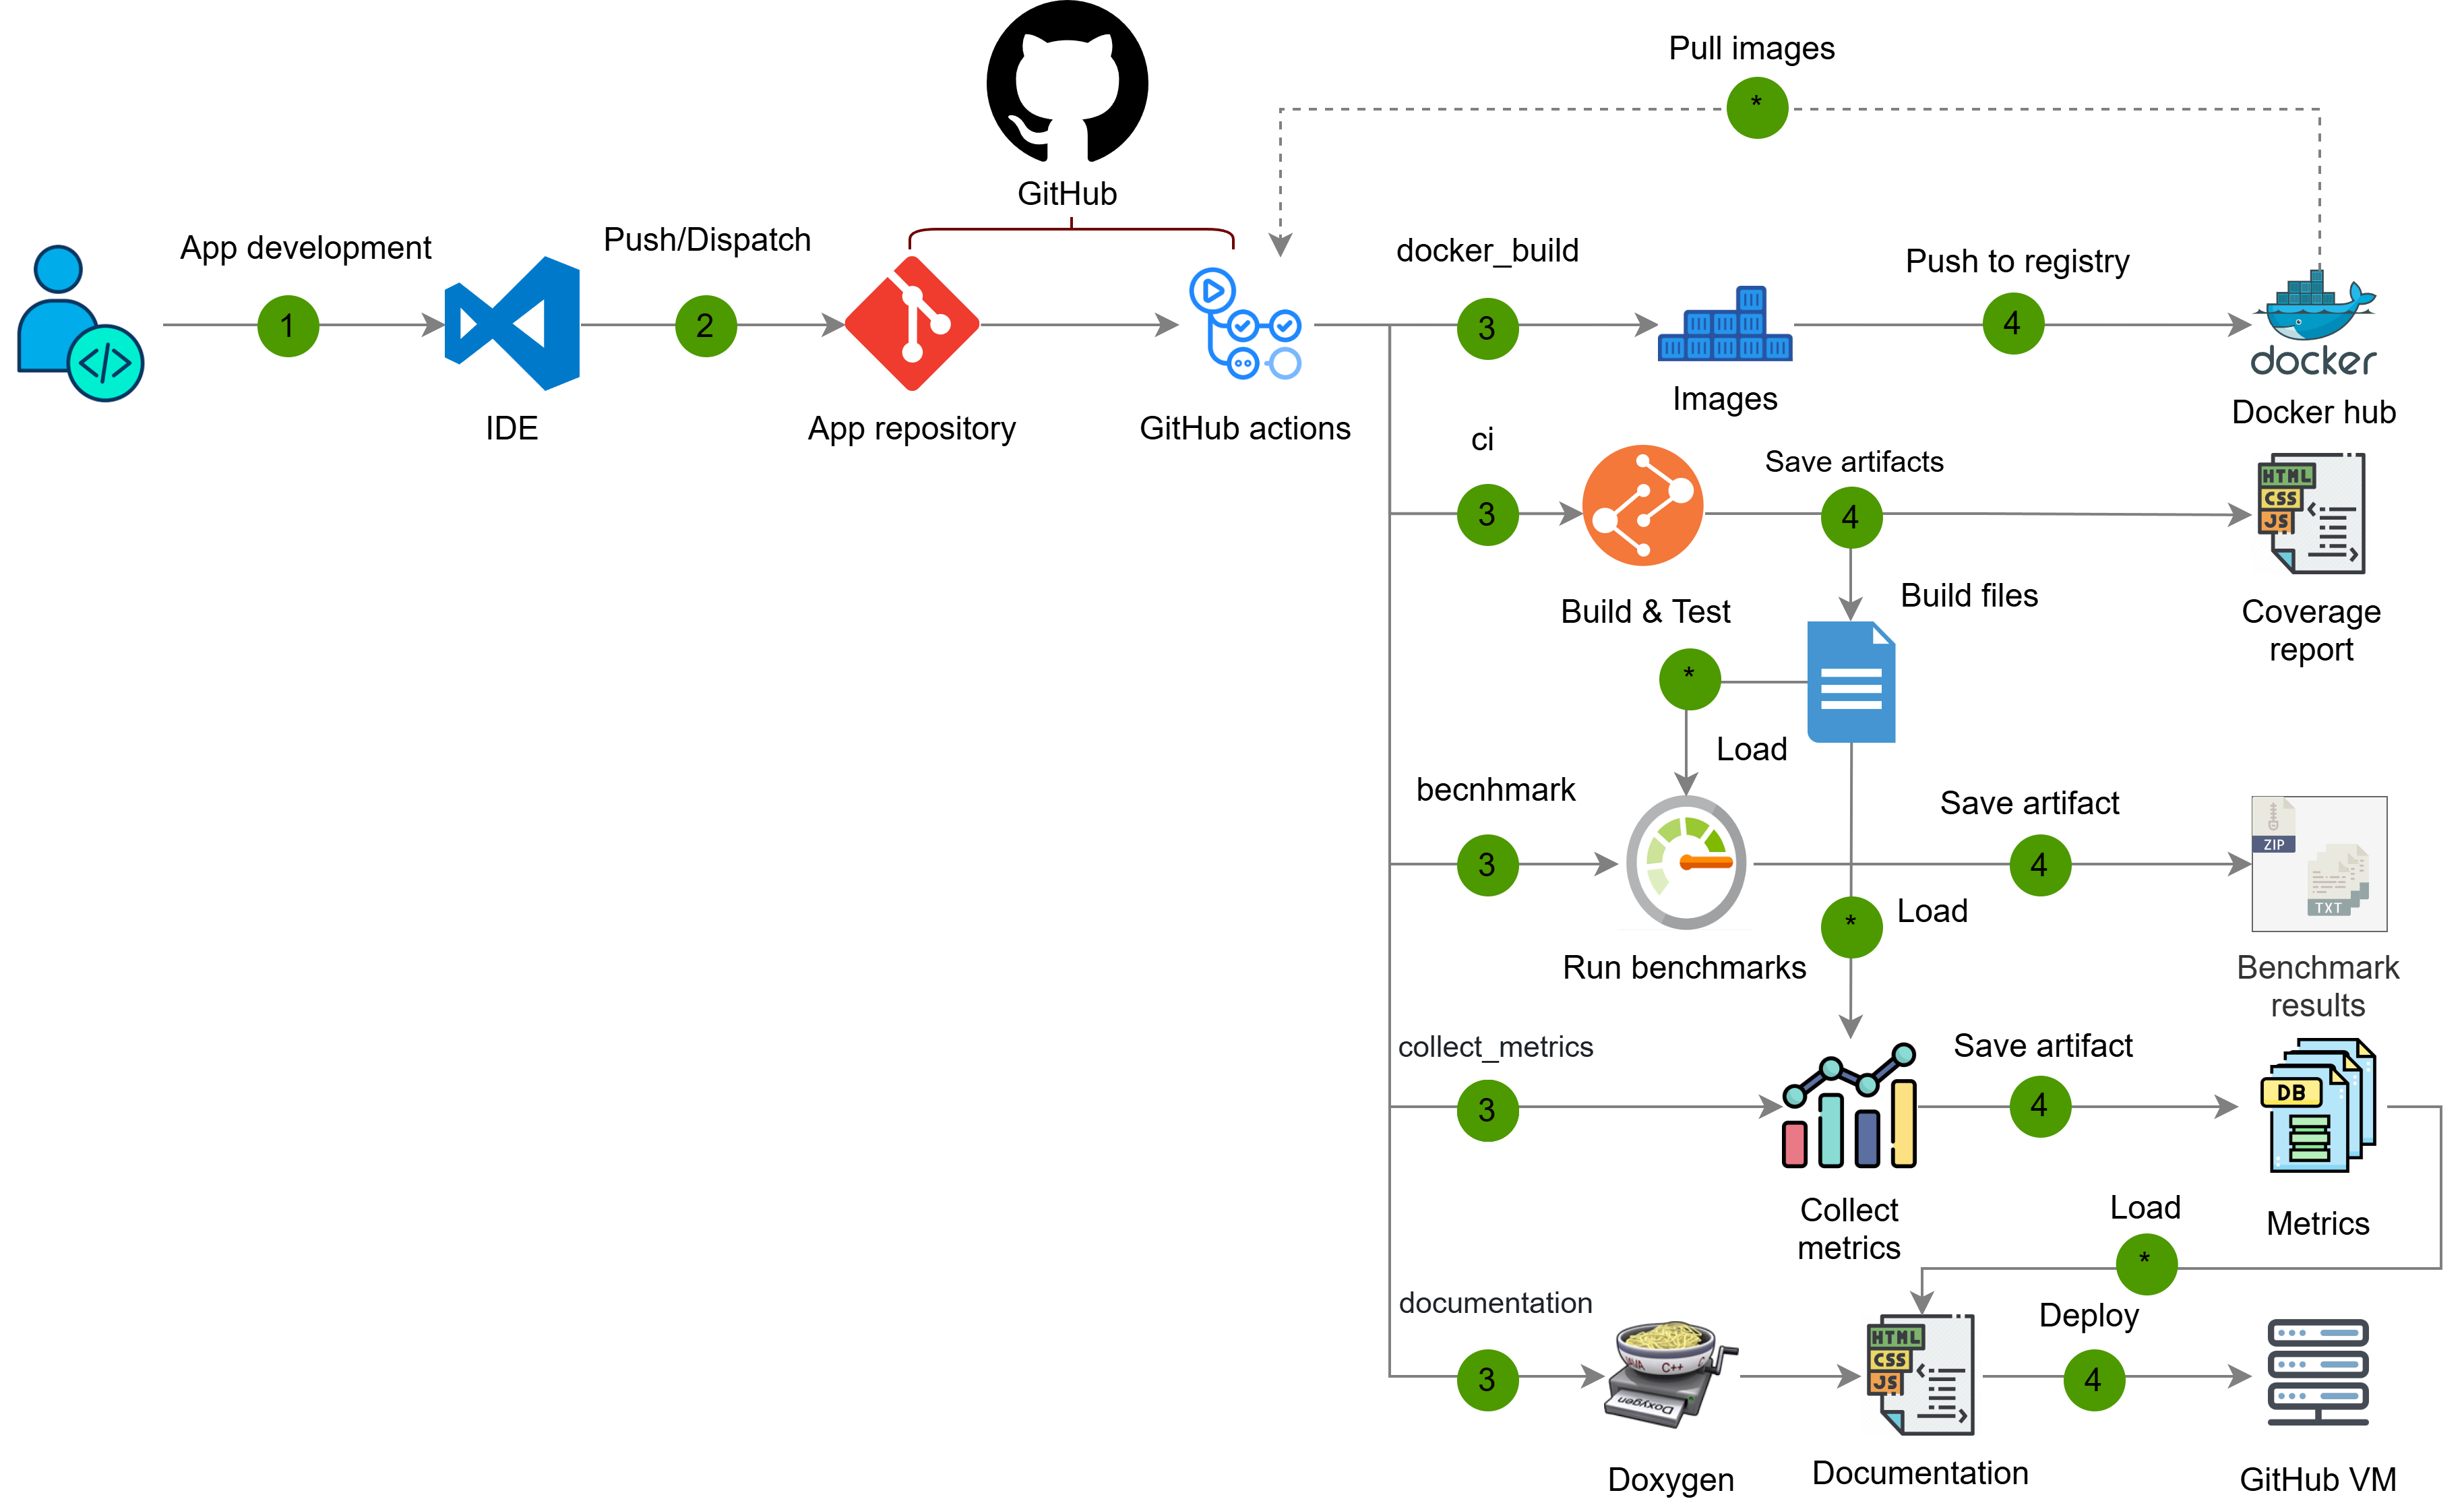 Pull images
*
GitHub
App development
1
Push/Dispatch
2
IDE
App repository
GitHub actions
docker_build
3
Images
Push to registry
4
docker
Docker hub
ci
3
Build & Test
Save artifacts
4
HTML
CSS
JS
Coverage
report
Build files
*
Load
becnhmark
3
Run benchmarks
Save artifact
4
ZIP
TXT
Benchmark
results
*
Load
collect_metrics
3
Collect
metrics
Save artifact
4
DB
Metrics
Load
*
documentation
3
JAVA C++ C
Doxygen
Doxygen
HTML
CSS
JS
Documentation
Deploy
4
GitHub VM